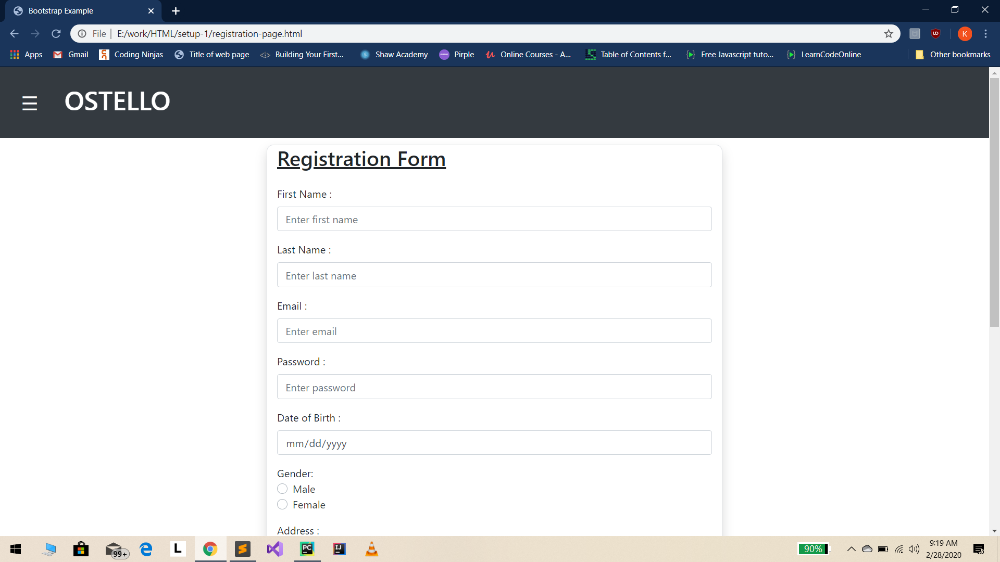 Bootstrap Example
File | E:/work/HTML/setup-1/registration-page.html
K
Apps Gmail Coding Ninjas Title of web page Building Your First... Shaw Academy Pirple Online Courses - A... Table of Contents f... Free Javascript tuto... LearnCodeOnline Other bookmarks
☰ OSTELLO
Registration Form
First Name :
Enter first name
Last Name :
Enter last name
Email :
Enter email
Password :
Enter password
Date of Birth :
mm/dd/yyyy
Gender:
Male
Female
Address :
99+
L
PC
IJ
90%
9:19 AM
2/28/2020